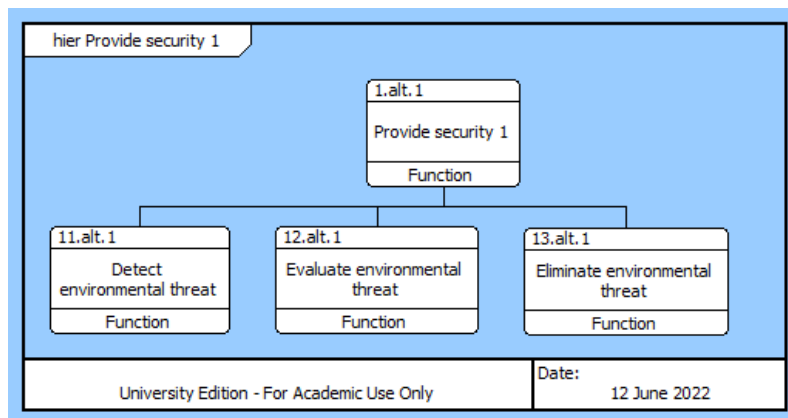 hier Provide security 1
1.alt.1
Provide security 1
Function
11.alt.1
Detect
environmental threat
Function
12.alt.1
Evaluate environmental
threat
Function
13.alt.1
Eliminate environmental
threat
Function
University Edition - For Academic Use Only
Date:
12 June 2022